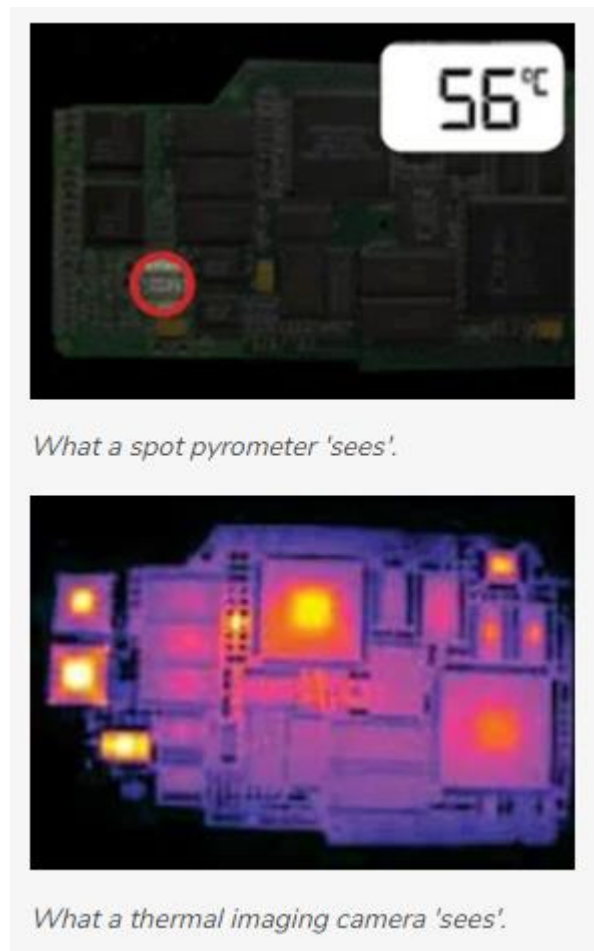 56°C
What a spot pyrometer 'sees'.
What a thermal imaging camera 'sees'.